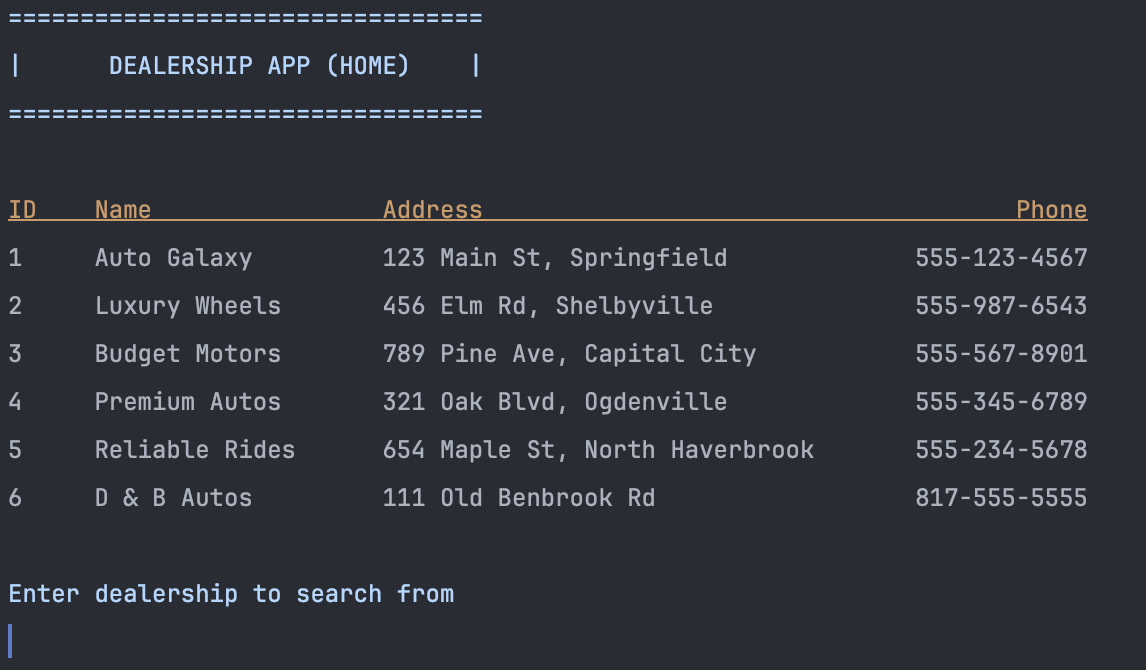 =================================
|      DEALERSHIP APP (HOME)    |
=================================
ID    Name                Address                                     Phone
1     Auto Galaxy         123 Main St, Springfield             555-123-4567
2     Luxury Wheels       456 Elm Rd, Shelbyville              555-987-6543
3     Budget Motors       789 Pine Ave, Capital City           555-567-8901
4     Premium Autos       321 Oak Blvd, Ogdenville             555-345-6789
5     Reliable Rides      654 Maple St, North Haverbrook       555-234-5678
6     D & B Autos         111 Old Benbrook Rd                  817-555-5555
Enter dealership to search from